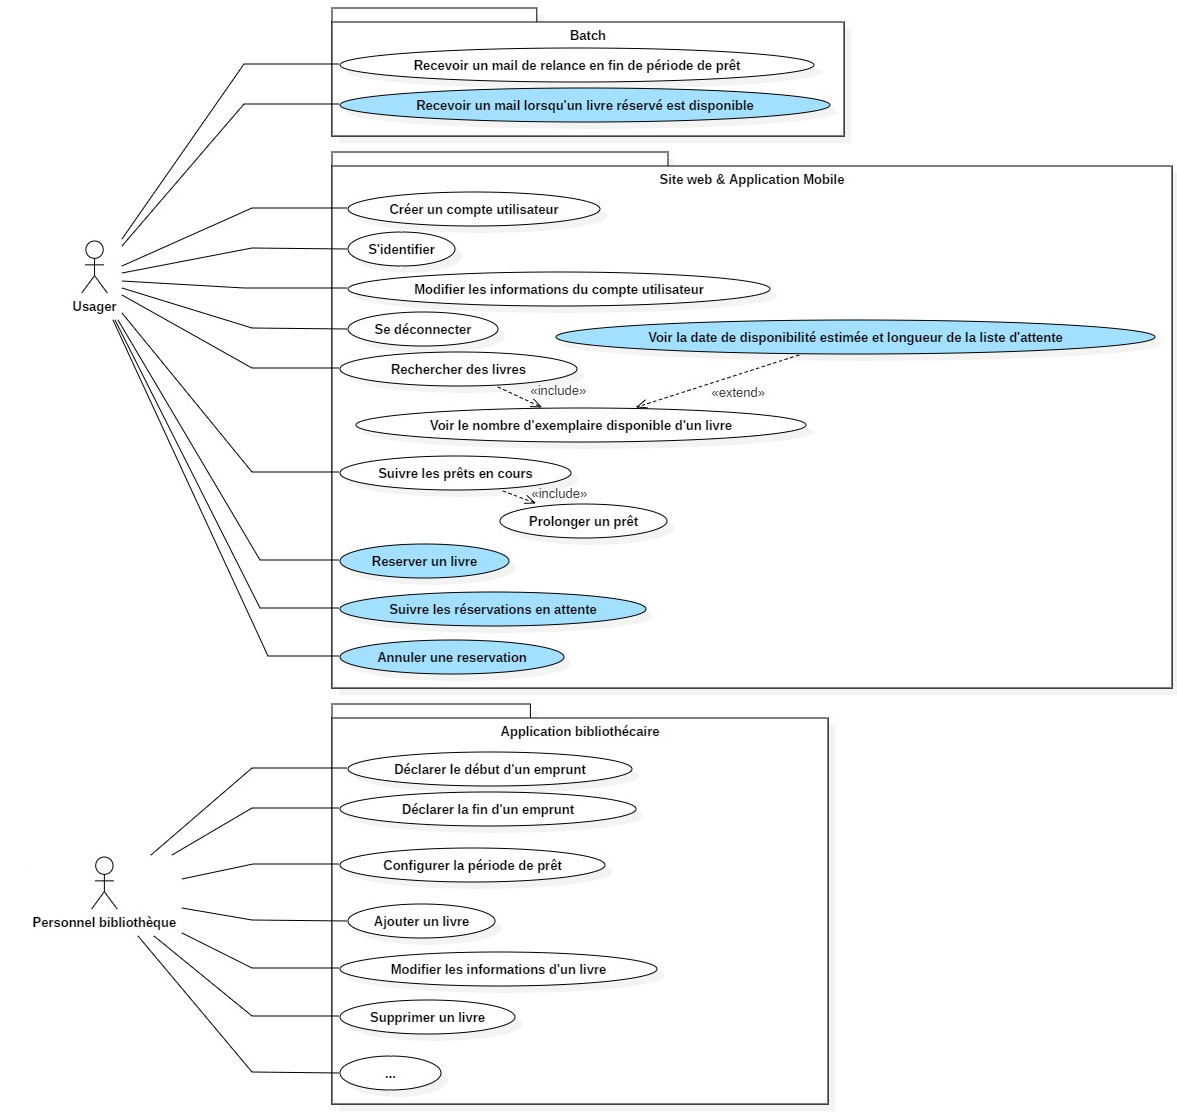 Batch
Recevoir un mail de relance en fin de période de prêt
Recevoir un mail lorsqu'un livre réservé est disponible
Site web & Application Mobile
Créer un compte utilisateur
S'identifier
Modifier les informations du compte utilisateur
Usager
Se déconnecter
Voir la date de disponibilité estimée et longueur de la liste d'attente
Rechercher des livres
«include»
«extend»
Voir le nombre d'exemplaire disponible d'un livre
Suivre les prêts en cours
«include»
Prolonger un prêt
Reserver un livre
Suivre les réservations en attente
Annuler une reservation
Application bibliothécaire
Déclarer le début d'un emprunt
Déclarer la fin d'un emprunt
Configurer la période de prêt
Personnel bibliothèque
Ajouter un livre
Modifier les informations d'un livre
Supprimer un livre
...